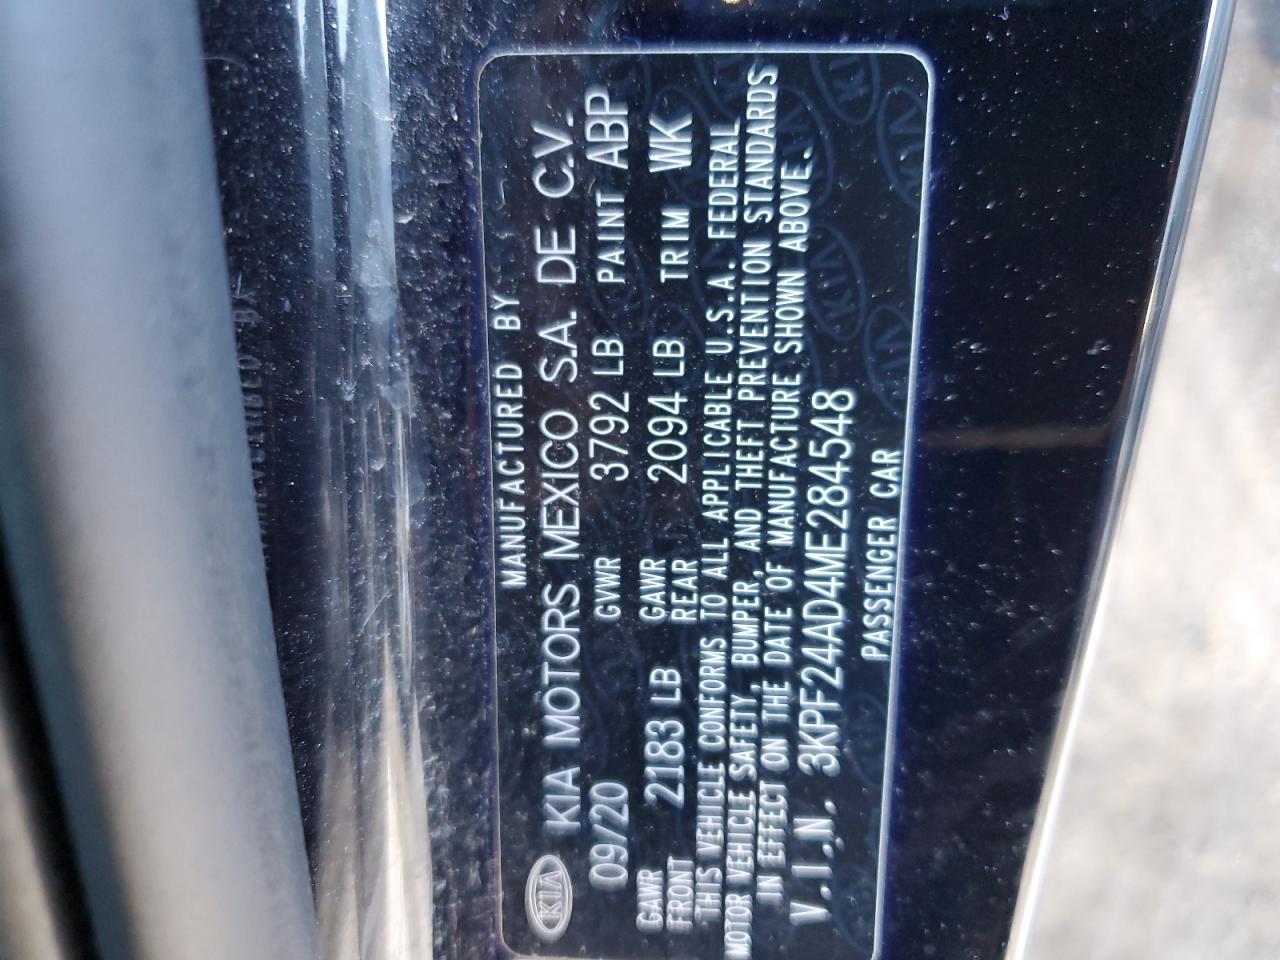 MANUFACTURED BY
KIA KIA MOTORS MEXICO S.A. DE C.V.
09/20 GVWR 3792 LB PAINT ABP
GAWR FRONT 2183 LB GAWR REAR 2094 LB TRIM WK
THIS VEHICLE CONFORMS TO ALL APPLICABLE U.S.A. FEDERAL
MOTOR VEHICLE SAFETY, BUMPER, AND THEFT PREVENTION STANDARDS
IN EFFECT ON THE DATE OF MANUFACTURE SHOWN ABOVE.
V.I.N. 3KPF24AD4ME284548
PASSENGER CAR